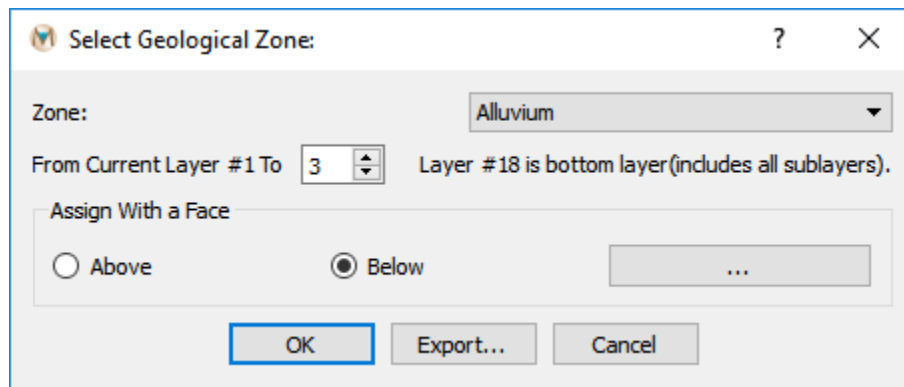 Select Geological Zone: ?
Zone: Alluvium
From Current Layer #1 To 3 Layer #18 is bottom layer(includes all sublayers).
Assign With a Face
Above Below ...
OK Export... Cancel